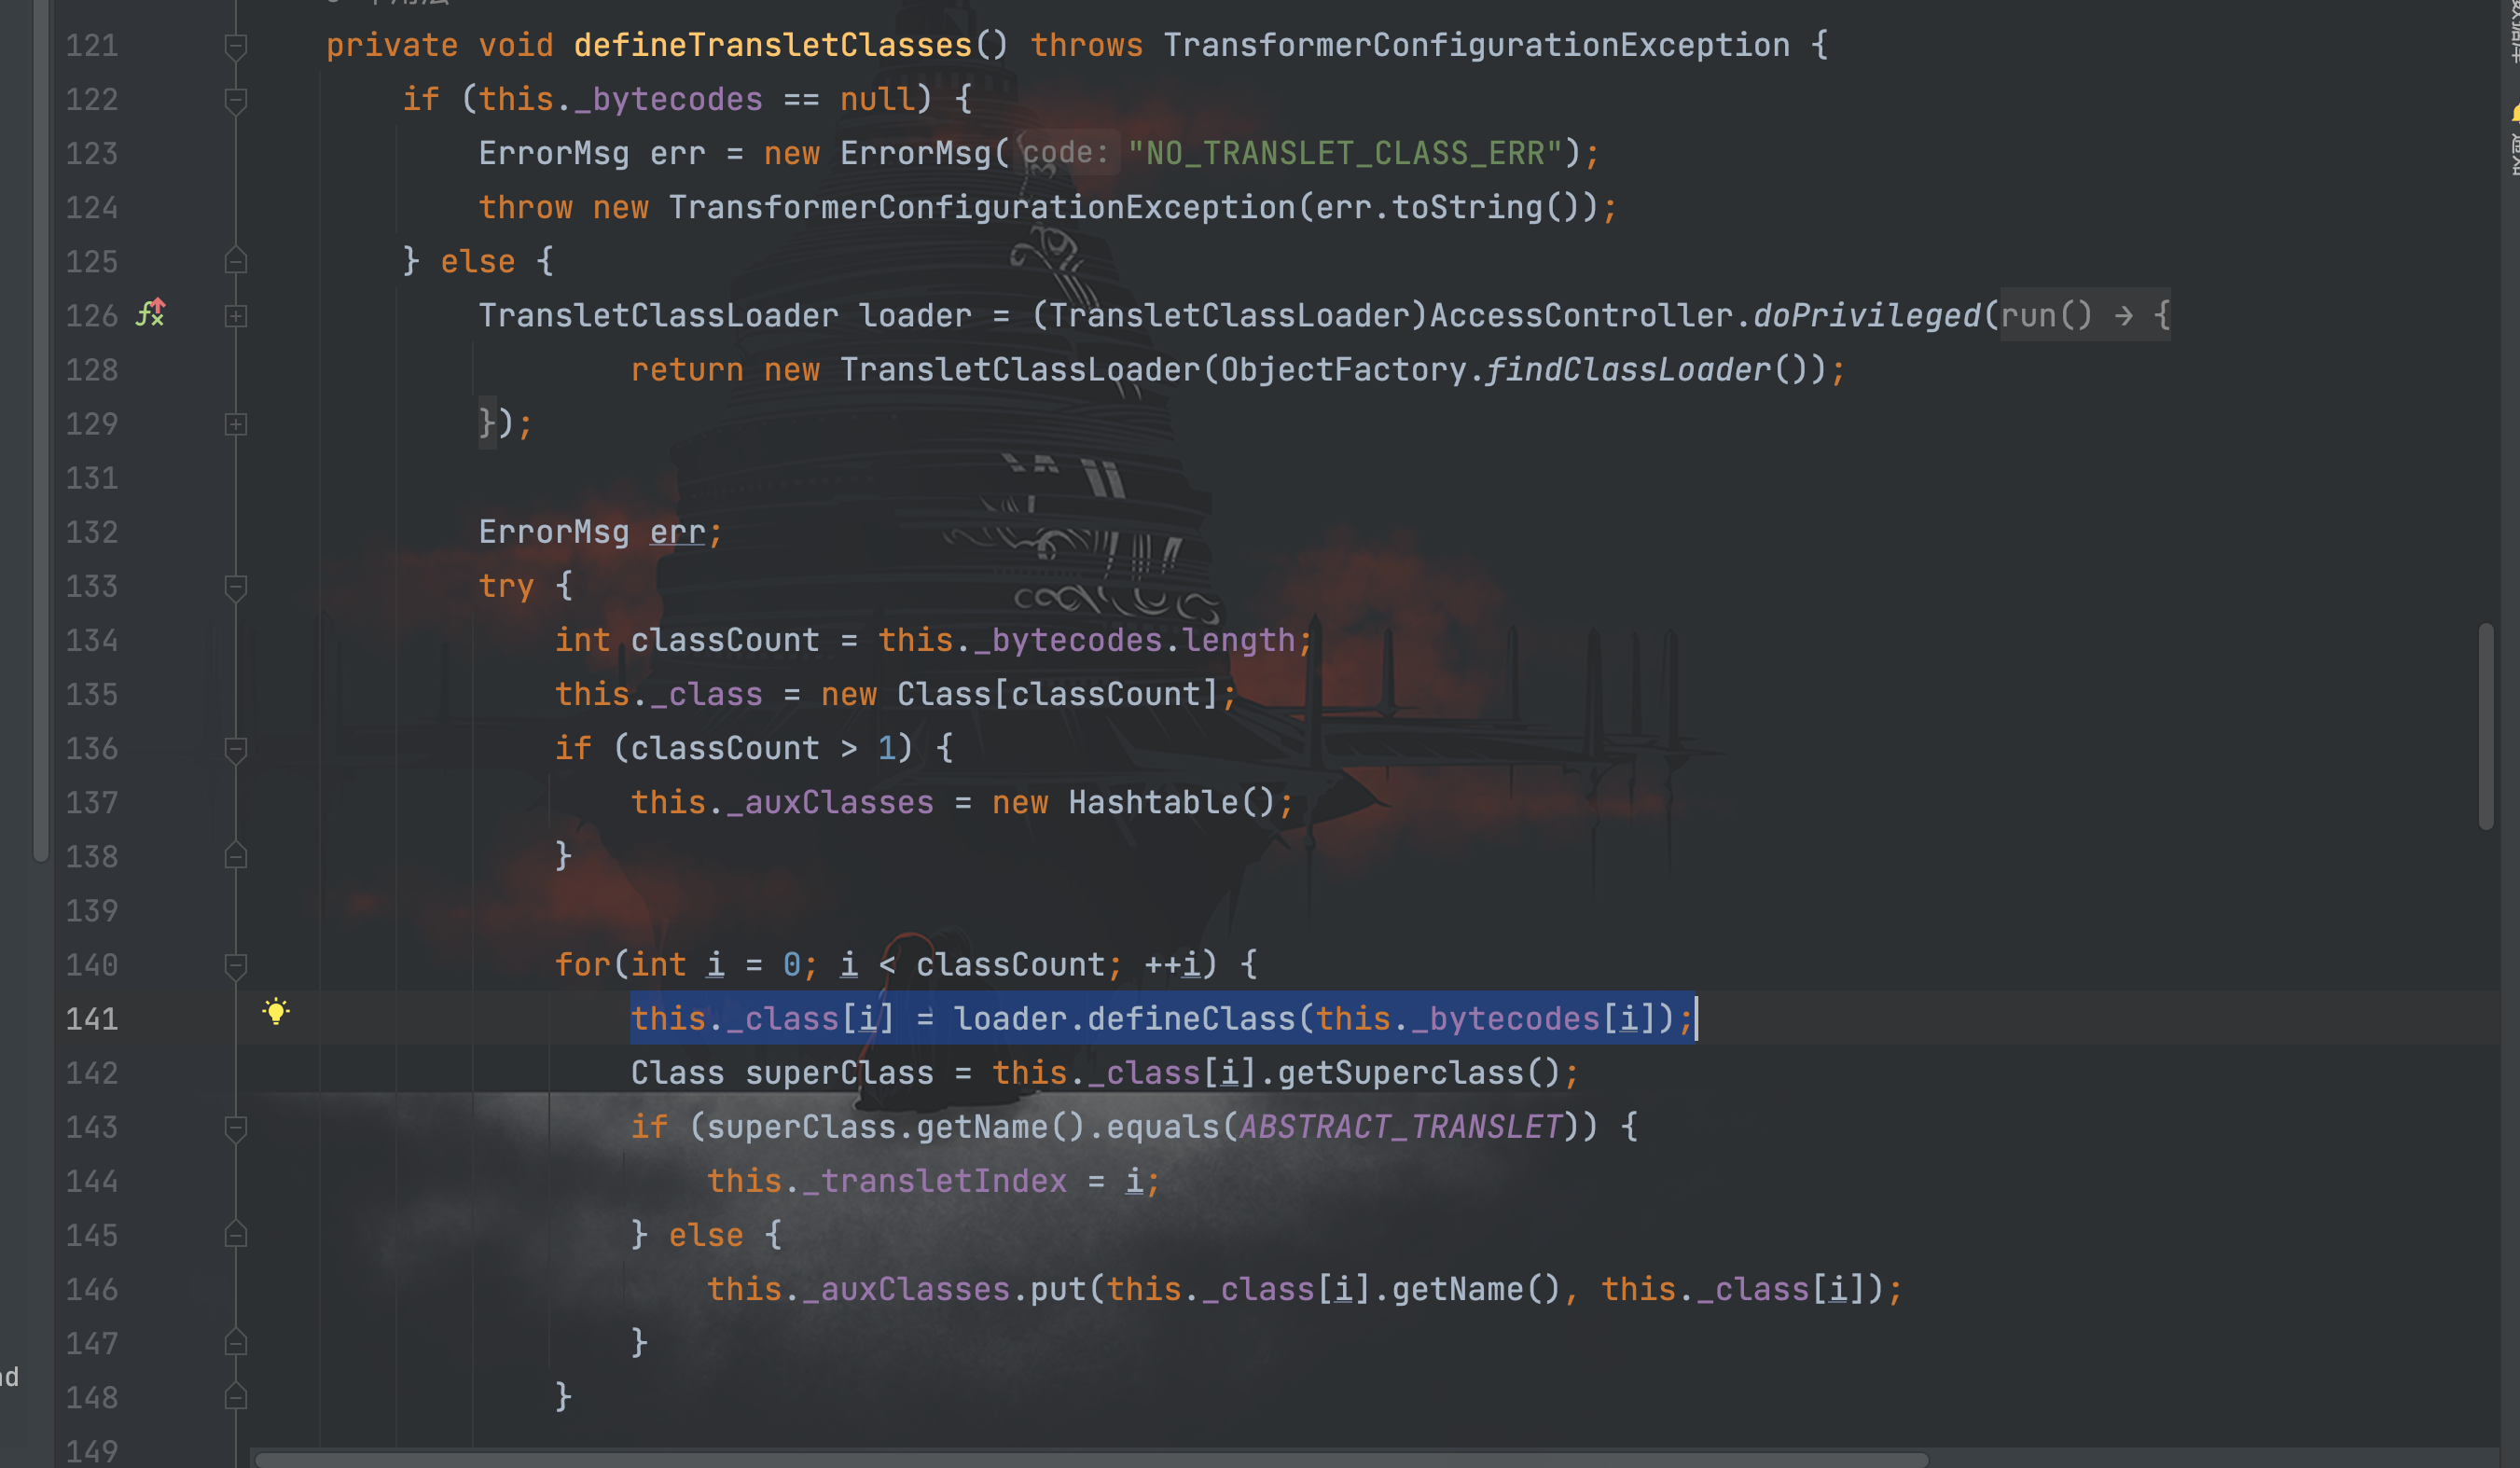 121 private void defineTransletClasses() throws TransformerConfigurationException {
122 if (this._bytecodes == null) {
123 ErrorMsg err = new ErrorMsg( code: "NO_TRANSLET_CLASS_ERR");
124 throw new TransformerConfigurationException(err.toString());
125 } else {
126 TransletClassLoader loader = (TransletClassLoader)AccessController.doPrivileged(run() → {
128 return new TransletClassLoader(ObjectFactory.findClassLoader());
129 });
131
132 ErrorMsg err;
133 try {
134 int classCount = this._bytecodes.length;
135 this._class = new Class[classCount];
136 if (classCount > 1) {
137 this._auxClasses = new Hashtable();
138 }
139
140 for(int i = 0; i < classCount; ++i) {
141 this._class[i] = loader.defineClass(this._bytecodes[i]);
142 Class superClass = this._class[i].getSuperclass();
143 if (superClass.getName().equals(ABSTRACT_TRANSLET)) {
144 this._transletIndex = i;
145 } else {
146 this._auxClasses.put(this._class[i].getName(), this._class[i]);
147 }
148 }
149